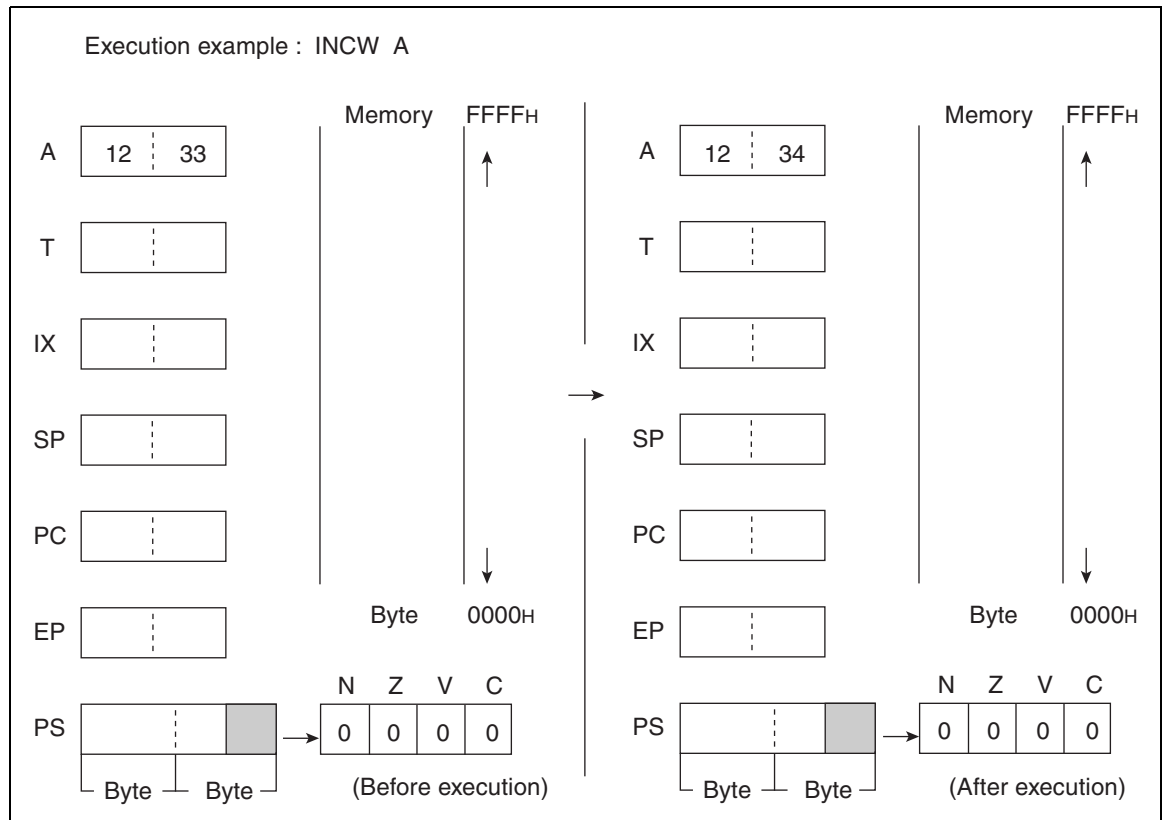 Execution example : INCW A
Memory FFFFH
A 12 33
T
IX
SP
PC
EP
Byte 0000H
N Z V C
PS 0 0 0 0
Byte Byte (Before execution)
Memory FFFFH
A 12 34
T
IX
SP
PC
EP
Byte 0000H
N Z V C
PS 0 0 0 0
Byte Byte (After execution)